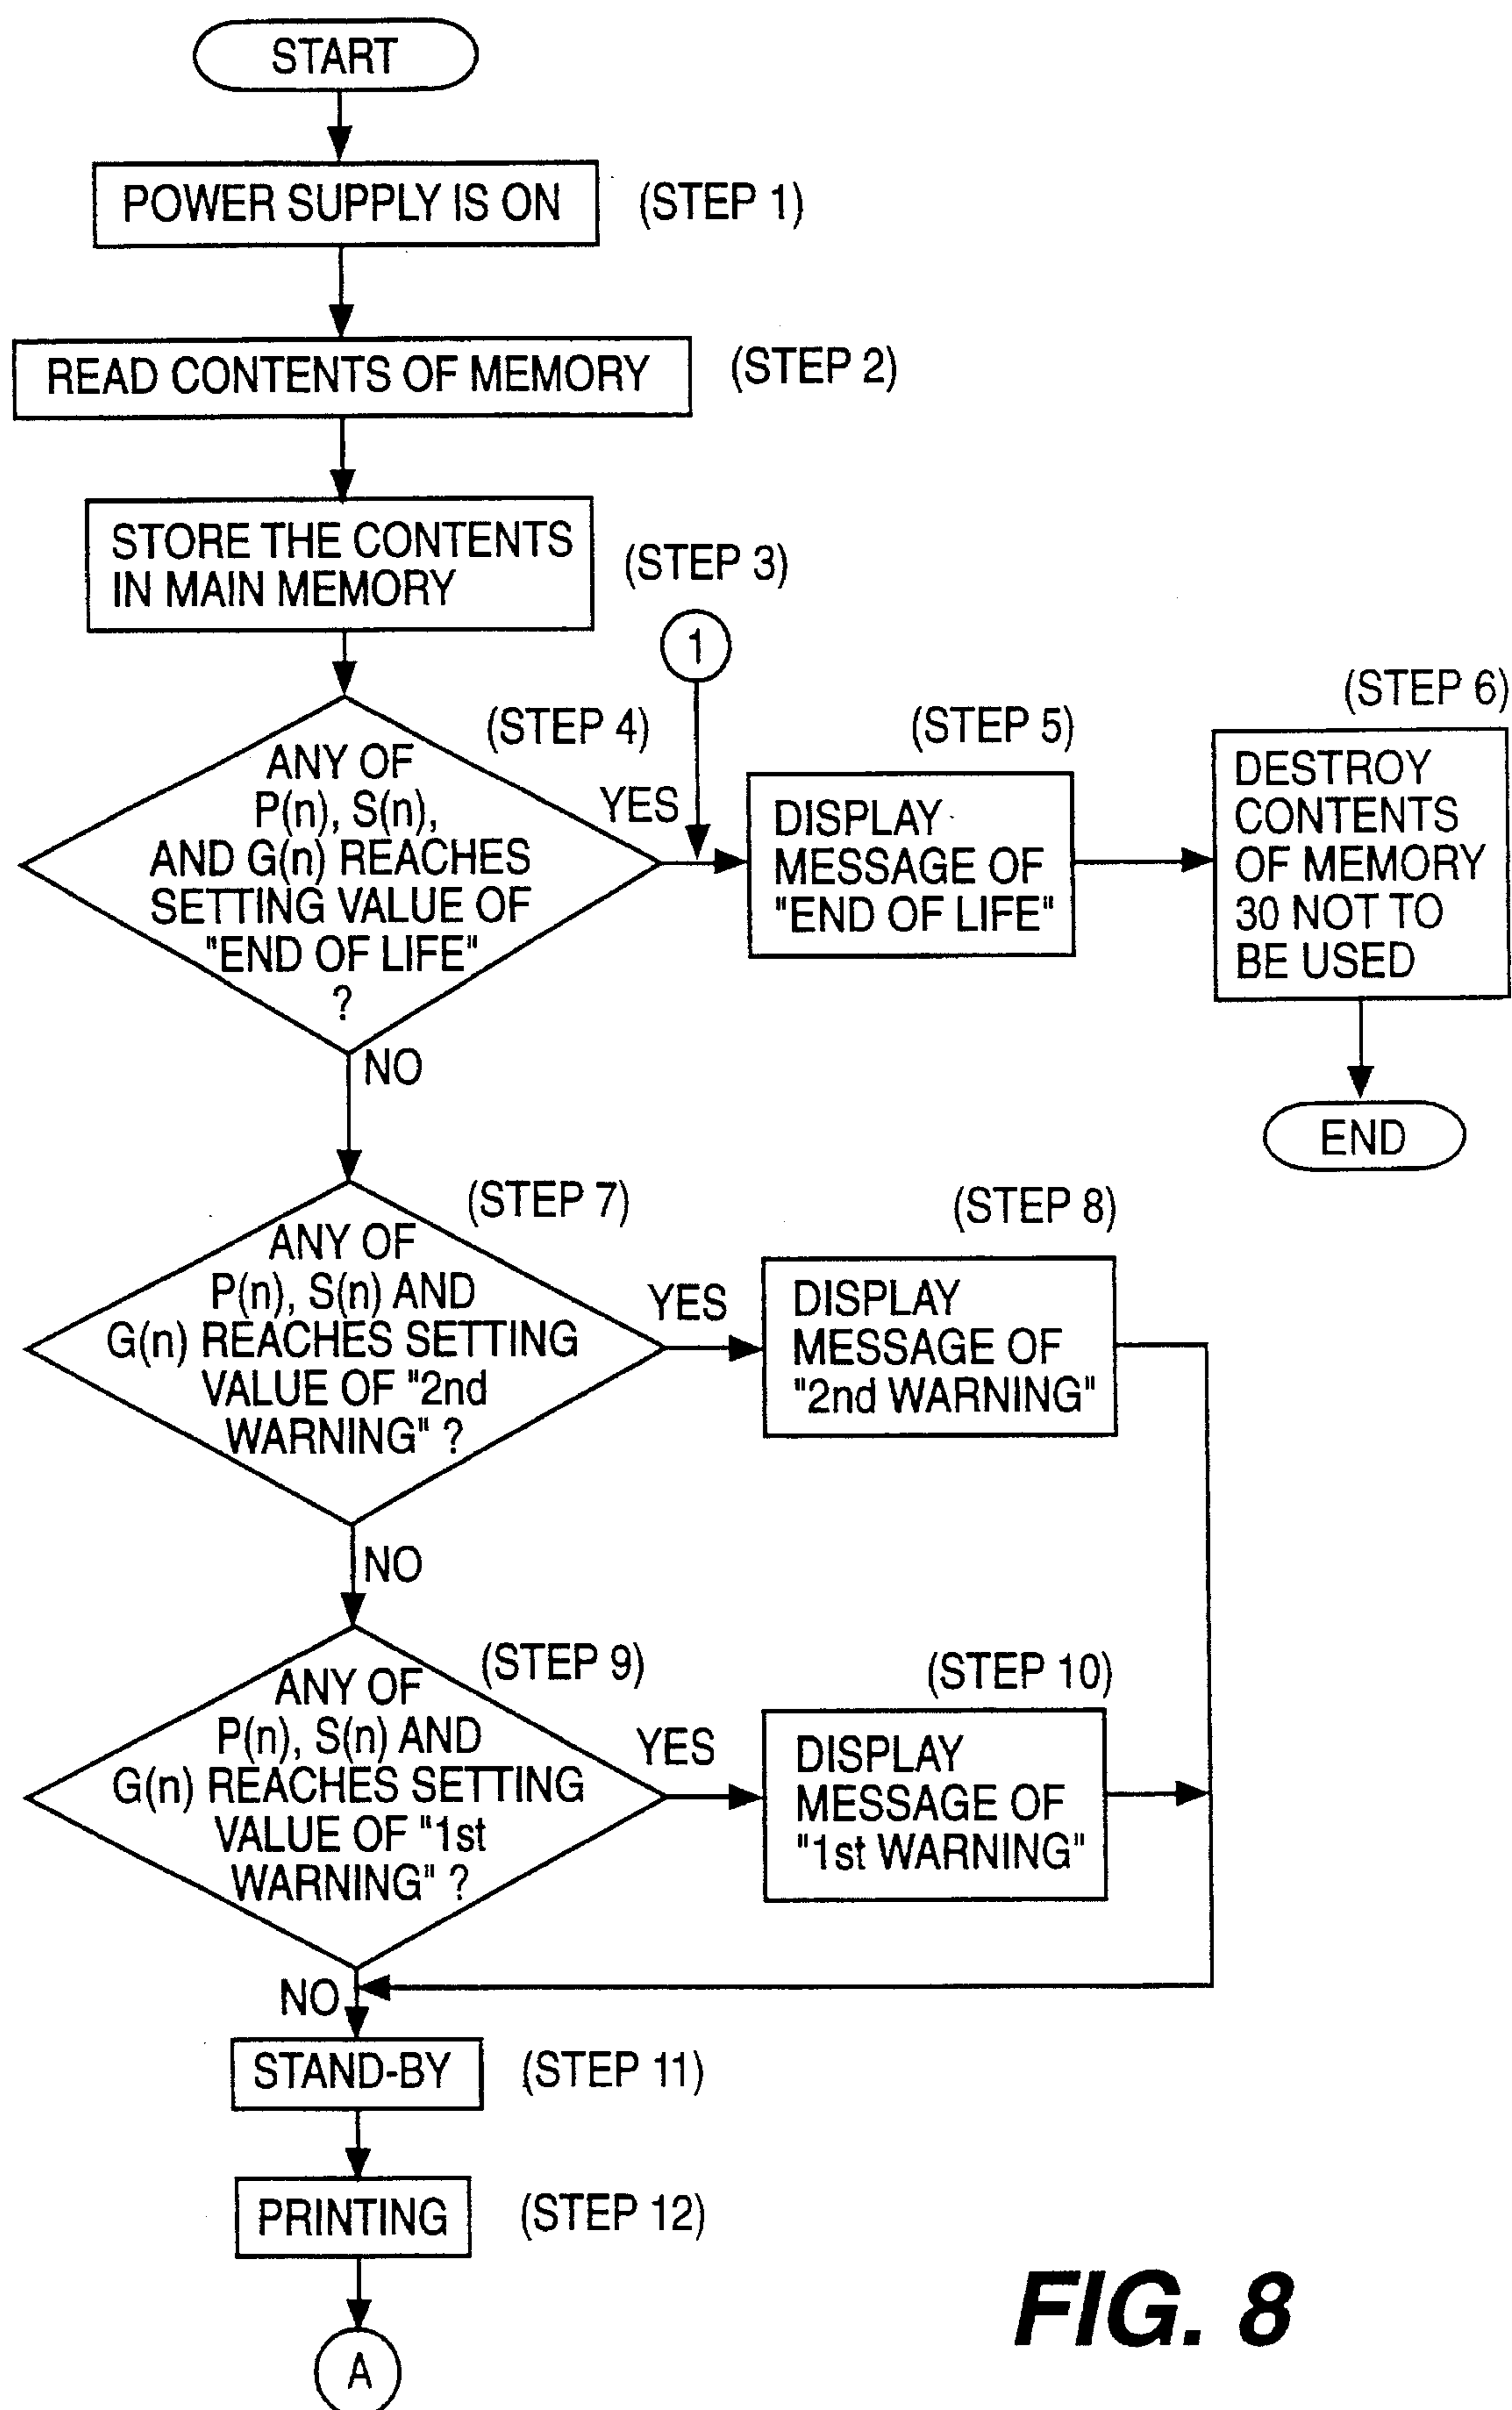 START
POWER SUPPLY IS ON
(STEP 1)
READ CONTENTS OF MEMORY
(STEP 2)
STORE THE CONTENTS
IN MAIN MEMORY
(STEP 3)
1
(STEP 4)
ANY OF
P(n), S(n),
AND G(n) REACHES
SETTING VALUE OF
"END OF LIFE"
?
YES
NO
(STEP 5)
DISPLAY
MESSAGE OF
"END OF LIFE"
(STEP 6)
DESTROY
CONTENTS
OF MEMORY
30 NOT TO
BE USED
END
(STEP 7)
ANY OF
P(n), S(n) AND
G(n) REACHES SETTING
VALUE OF "2nd
WARNING" ?
YES
NO
(STEP 8)
DISPLAY
MESSAGE OF
"2nd WARNING"
(STEP 9)
ANY OF
P(n), S(n) AND
G(n) REACHES SETTING
VALUE OF "1st
WARNING" ?
YES
NO
(STEP 10)
DISPLAY
MESSAGE OF
"1st WARNING"
STAND-BY
(STEP 11)
PRINTING
(STEP 12)
A
FIG. 8